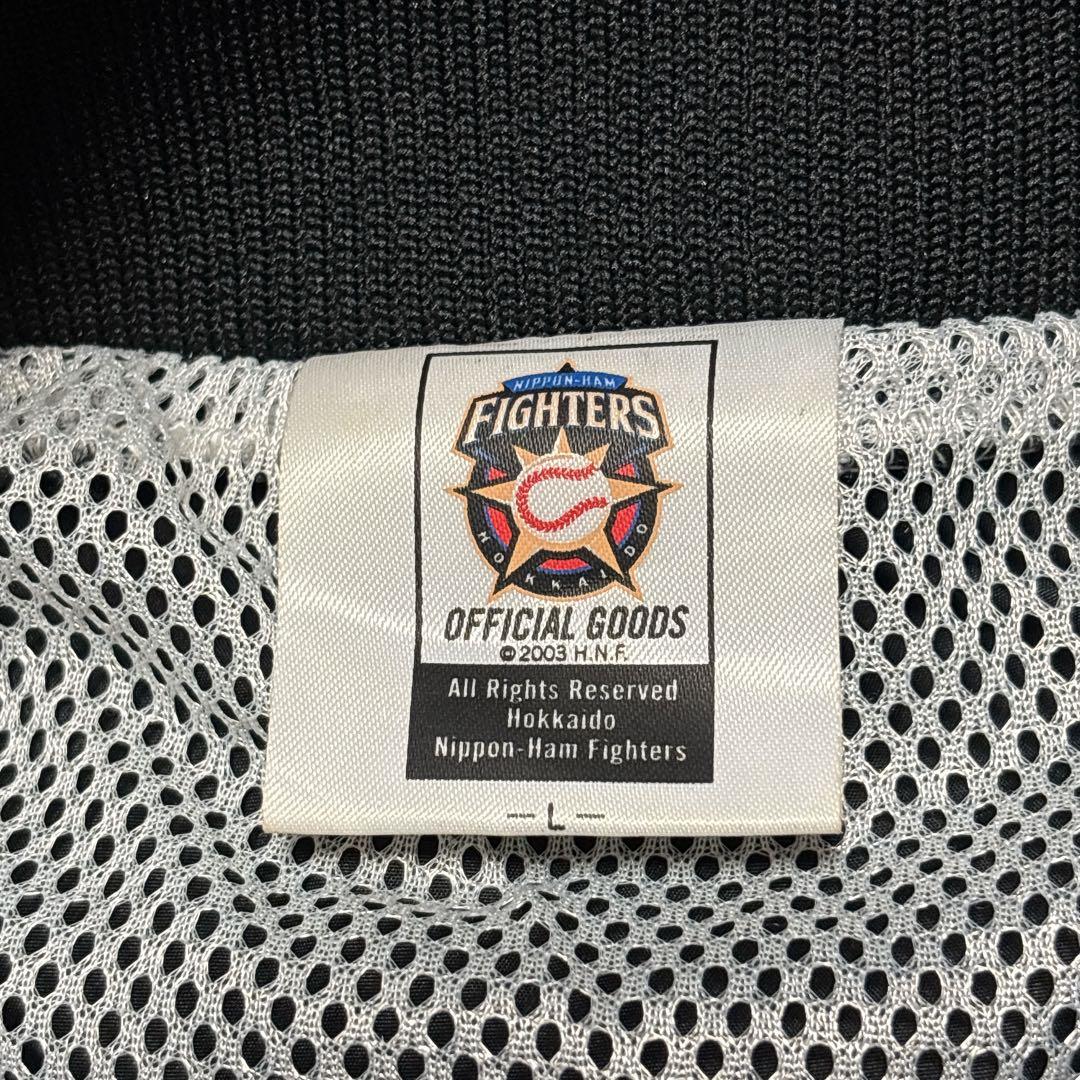 NIPPON-HAM
FIGHTERS
HOKKAIDO
OFFICIAL GOODS
© 2003 H.N.F.
All Rights Reserved
Hokkaido
Nippon-Ham Fighters
— L —